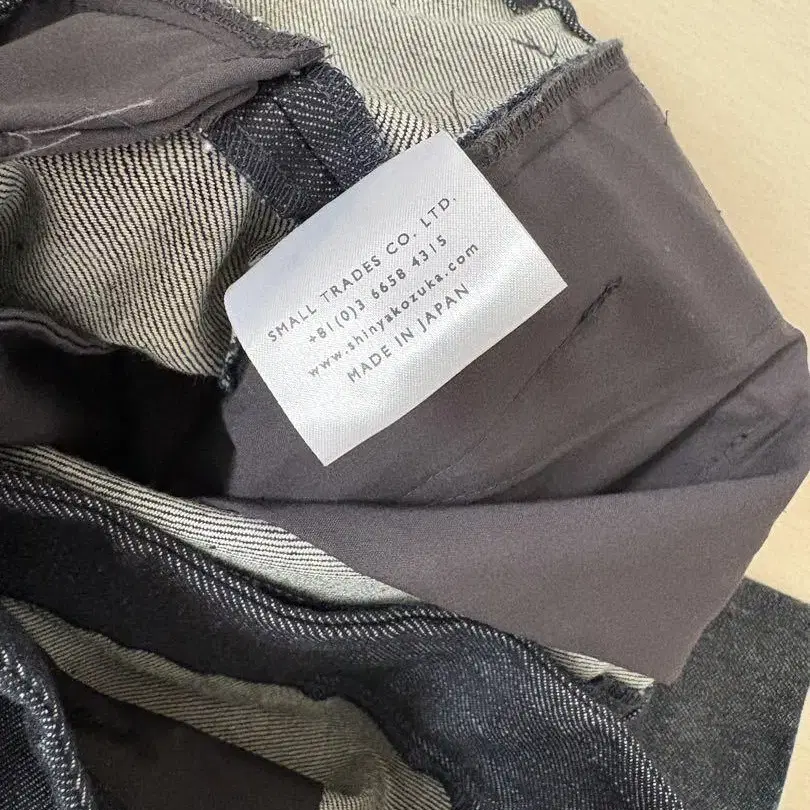 SMALL TRADES CO. LTD.
+81(0)3 6658 4315
www.shinyakozuka.com
MADE IN JAPAN